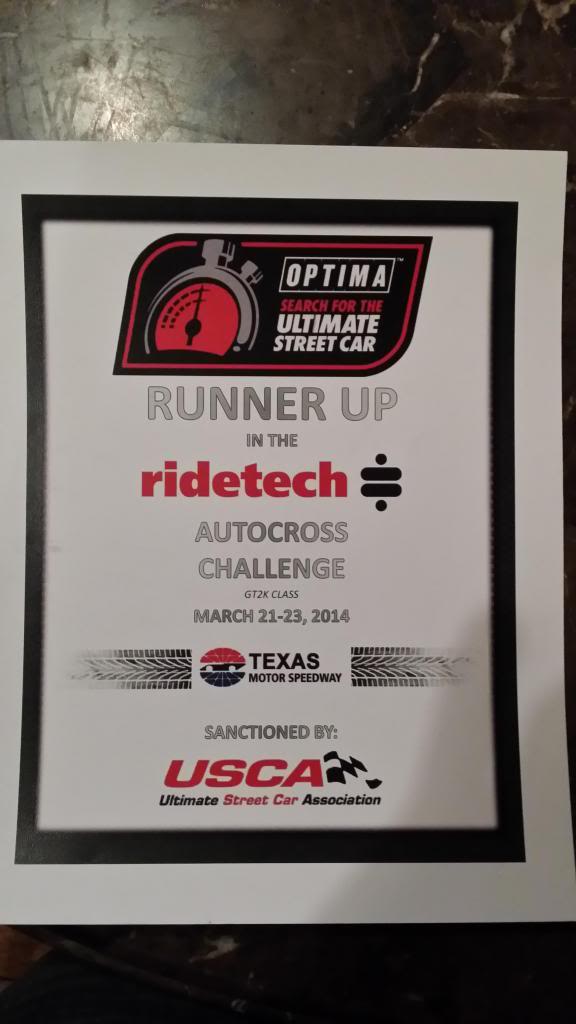 OPTIMA™
SEARCH FOR THE
ULTIMATE
STREET CAR
RUNNER UP
IN THE
ridetech
AUTOCROSS
CHALLENGE
GT2K CLASS
MARCH 21-23, 2014
TEXAS
MOTOR SPEEDWAY
SANCTIONED BY:
USCA
Ultimate Street Car Association